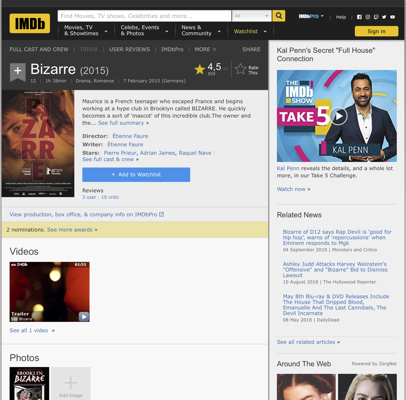 IMDb
Find Movies, TV shows, Celebrities and more...
All
Movies, TV
& Showtimes
Celebs, Events
& Photos
News &
Community
Watchlist
IMDbPro
Help
Sign in
FULL CAST AND CREW | TRIVIA | USER REVIEWS | IMDbPro | MORE
SHARE
Bizarre (2015)
4,5
Rate
This
12 | 1h 38min | Drama, Romance | 7 February 2015 (Germany)
Maurice is a French teenager who escaped France and begins
working at a hype club in Brooklyn called BIZARRE. He quickly
becomes a sort of "mascot" of this incredible club.The owner and
the... See full summary »
Director: Étienne Faure
Writer: Étienne Faure
Stars: Pierre Prieur, Adrian James, Raquel Nave |
See full cast & crew »
+ Add to Watchlist
Reviews
3 user | 10 critic
View production, box office, & company info on IMDbPro
2 nominations. See more awards »
Videos
on IMDb
01:31
Trailer
Bizarre
See all 1 video »
Photos
BROOKLYN
BIZARRE
Add Image
Kal Penn's Secret "Full House"
Connection
THE
IMDb
SHOW
TAKE 5
KAL PENN
Kal Penn reveals the details, and a whole lot
more, in our Take 5 Challenge.
Watch now »
Related News
Bizarre of D12 says Rap Devil is 'good for
hip hop', warns of 'repercussions' when
Eminem responds to Mgk
04 September 2018 | Monsters and Critics
Ashley Judd Attacks Harvey Weinstein's
"Offensive" and "Bizarre" Bid to Dismiss
Lawsuit
10 August 2018 | The Hollywood Reporter
May 8th Blu-ray & DVD Releases Include
The House That Dripped Blood,
Emanuelle And The Last Cannibals, The
Devil Incarnate
08 May 2018 | DailyDead
See all related articles »
Around The Web
Powered by ZergNet